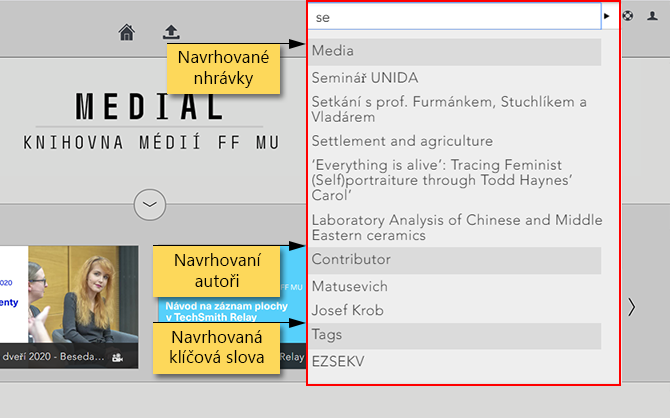 se
Navrhované
nhrávky
Media
Seminář UNIDA
Setkání s prof. Furmánkem, Stuchlíkem a
Vladárem
Settlement and agriculture
‘Everything is alive‘: Tracing Feminist
(Self)portraiture through Todd Haynes’
Carol’
Laboratory Analysis of Chinese and Middle
Eastern ceramics
MEDIAL
KNIHOVNA MÉDIÍ FF MU
Navrhovaní
autoři
Contributor
Matusevich
Josef Krob
Navrhovaná
klíčová slova
Tags
EZSEKV
2020
enty
FF MU
Návod na záznam plochy
v TechSmith Relay
dveří 2020 - Beseda...
Relay